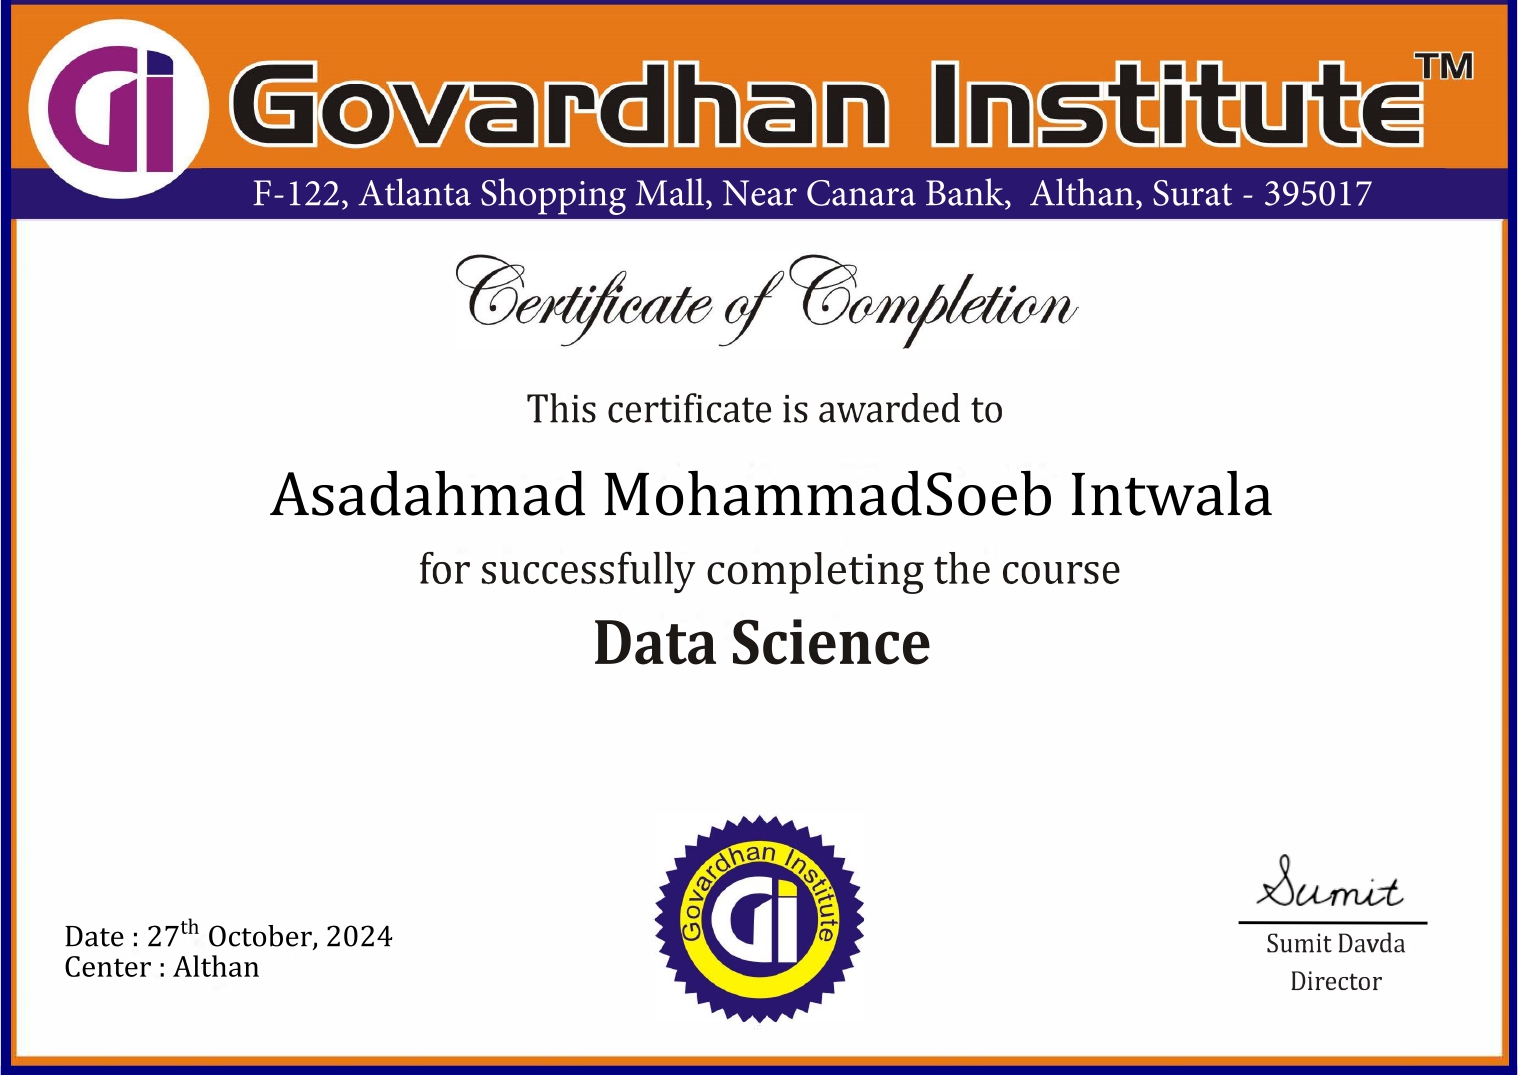 Gi Govardhan Institute™
F-122, Atlanta Shopping Mall, Near Canara Bank, Althan, Surat - 395017
Certificate of Completion
This certificate is awarded to
Asadahmad MohammadSoeb Intwala
for successfully completing the course
Data Science
Govardhan Institute
Gi
Date : 27th October, 2024
Center : Althan
Sumit
Sumit Davda
Director